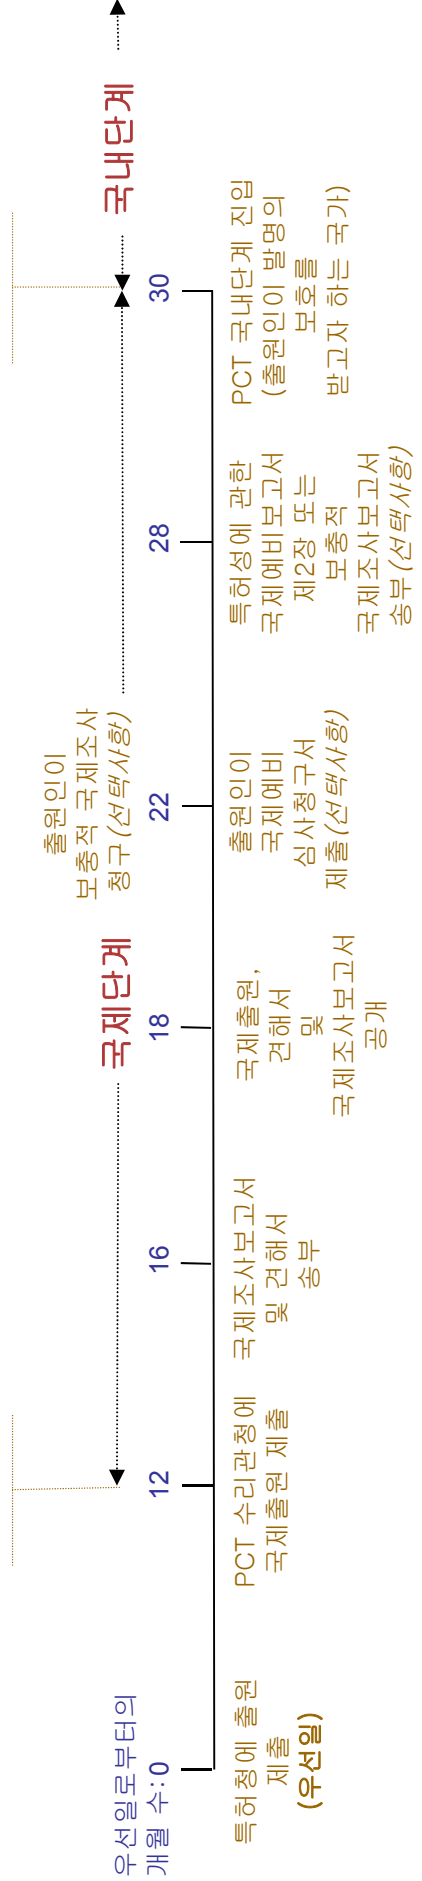 우선일로부터의
개월 수:0
12
16
18
22
28
30
국제단계
국내단계
출원인이
보충적 국제조사
청구(선택사항)
특허청에 출원
제출
(우선일)
PCT 수리관청에
국제출원 제출
국제조사보고서
및 견해서
송부
국제출원,
견해서
및
국제조사보고서
공개
출원인이
국제예비
심사청구서
제출(선택사항)
특허성에 관한
국제예비보고서
제2장 또는
보충적
국제조사보고서
송부(선택사항)
PCT 국내단계 진입
(출원인이 발명의
보호를
받고자 하는 국가)